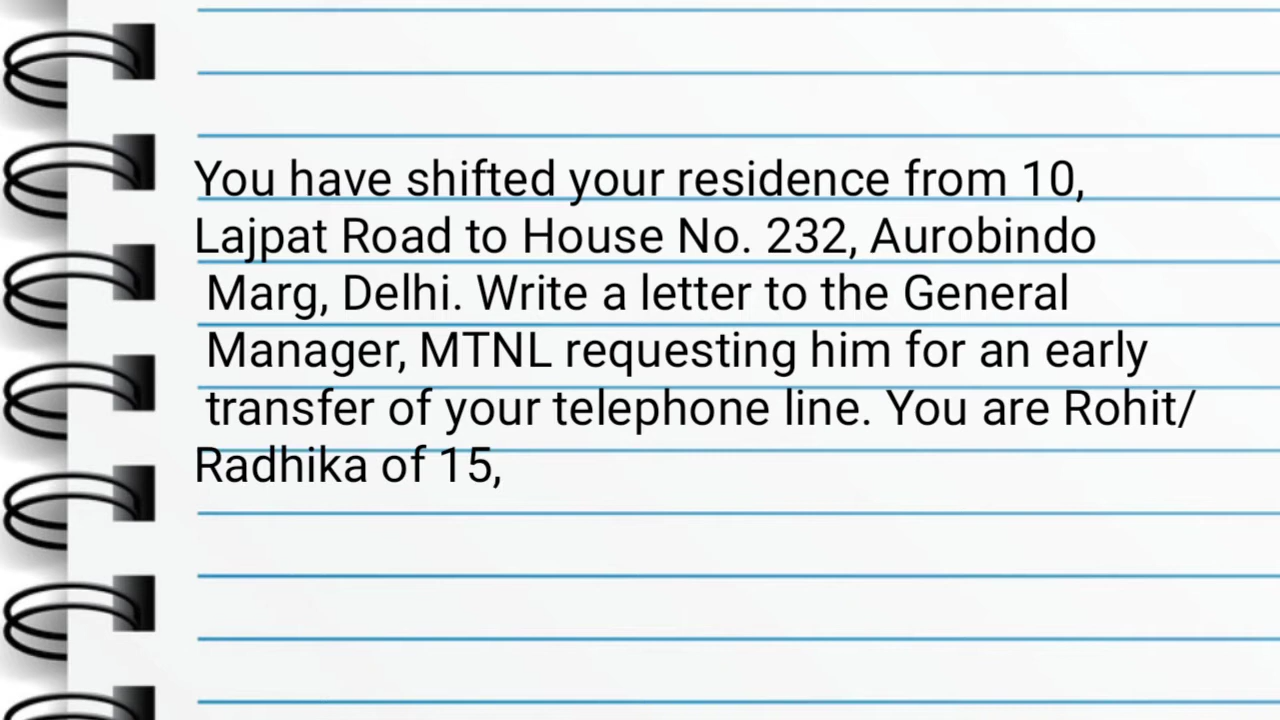 You have shifted your residence from 10,
Lajpat Road to House No. 232, Aurobindo
Marg, Delhi. Write a letter to the General
Manager, MTNL requesting him for an early
transfer of your telephone line. You are Rohit/
Radhika of 15,